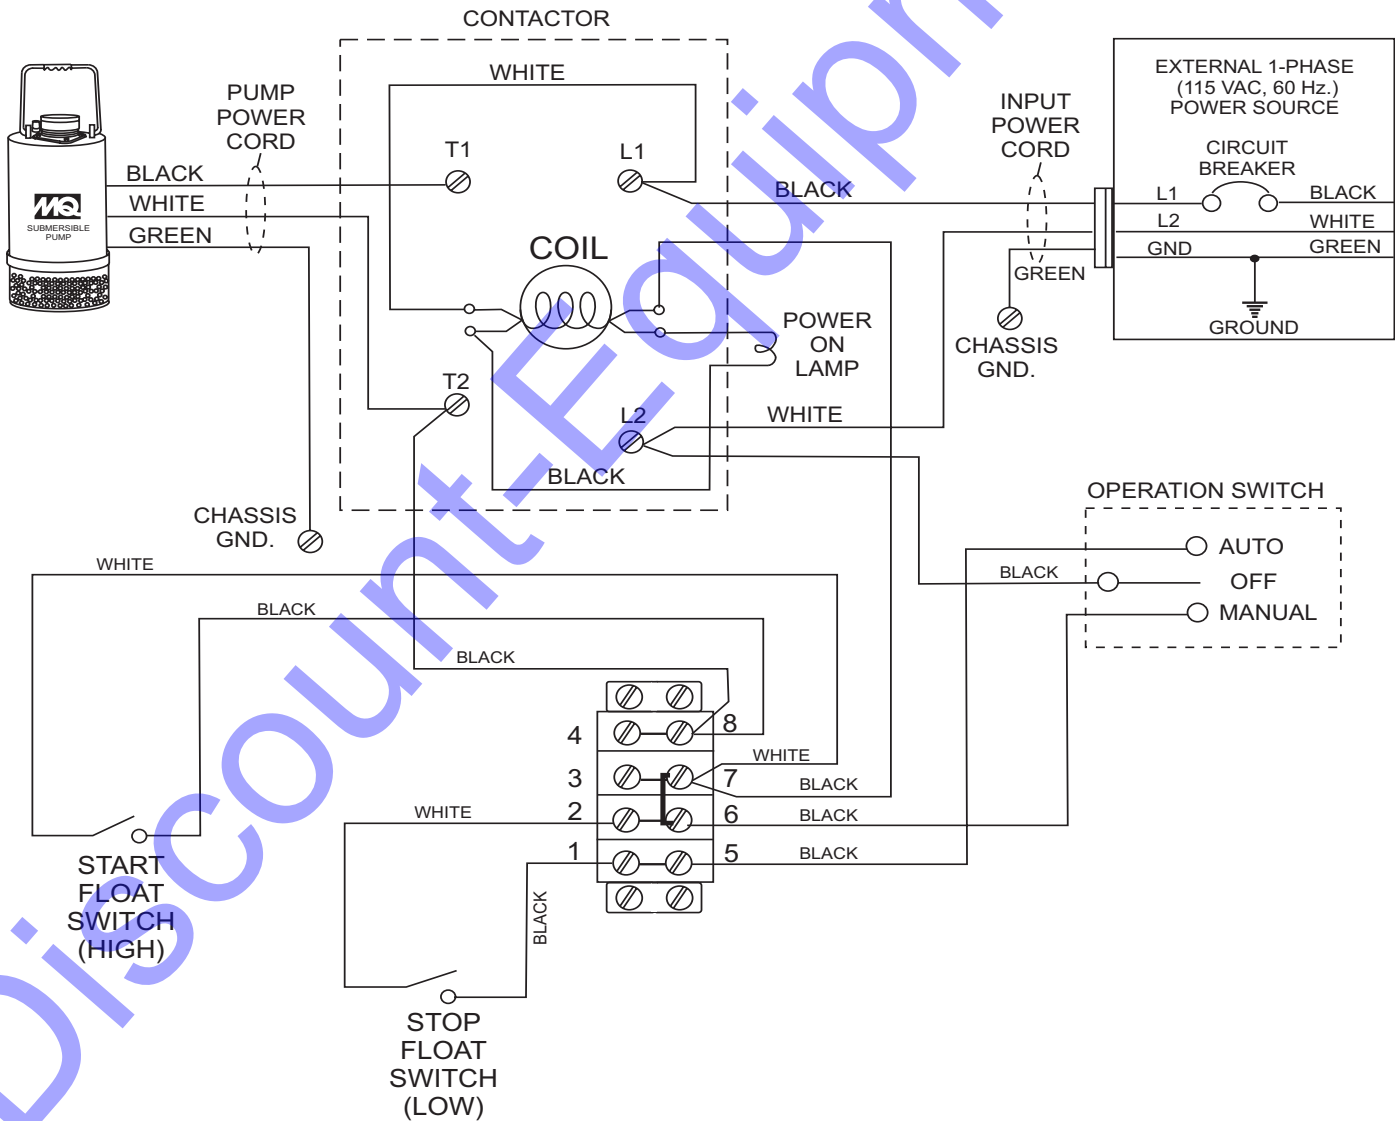 CONTACTOR
WHITE
PUMP
POWER
CORD
T1
L1
BLACK
WHITE
GREEN
MQ
SUBMERSIBLE
PUMP
COIL
BLACK
INPUT
POWER
CORD
GREEN
CHASSIS
GND.
EXTERNAL 1-PHASE
(115 VAC, 60 Hz.)
POWER SOURCE
CIRCUIT
BREAKER
L1
BLACK
L2
WHITE
GND
GREEN
GROUND
POWER
ON
LAMP
T2
L2
WHITE
BLACK
CHASSIS
GND.
OPERATION SWITCH
AUTO
BLACK
OFF
MANUAL
WHITE
BLACK
BLACK
4
8
WHITE
3
7
BLACK
WHITE
2
6
BLACK
1
5
BLACK
BLACK
START
FLOAT
SWITCH
(HIGH)
STOP
FLOAT
SWITCH
(LOW)
Discount-Equipm